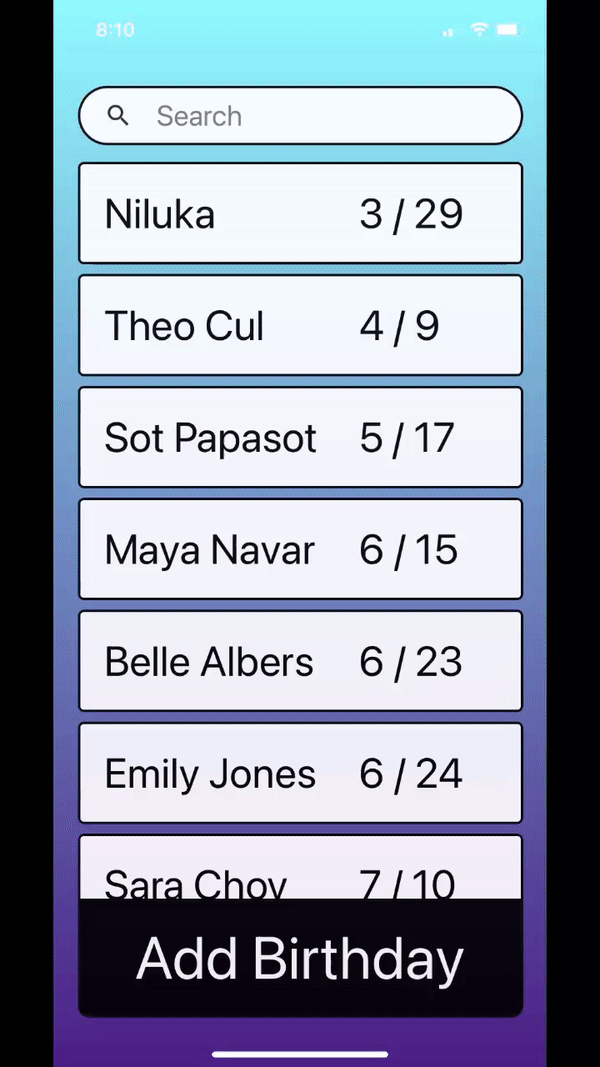 8:10
Search
Niluka 3 / 29
Theo Cul 4 / 9
Sot Papasot 5 / 17
Maya Navar 6 / 15
Belle Albers 6 / 23
Emily Jones 6 / 24
Sara Choy 7 / 10
Add Birthday